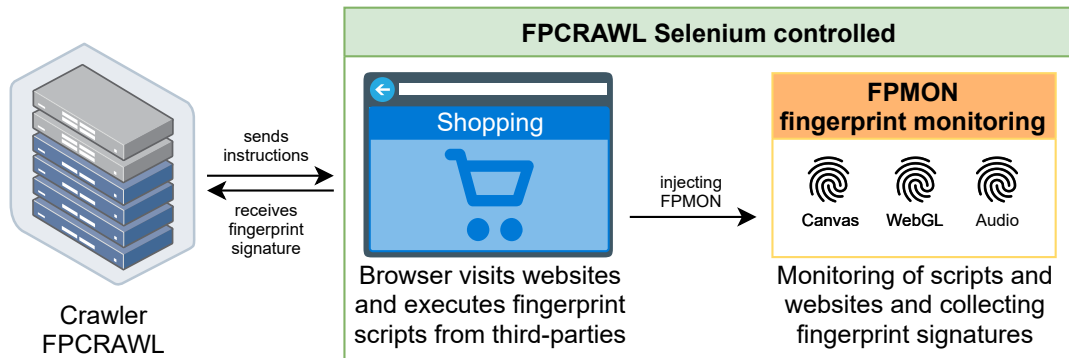 FPCRAWL Selenium controlled
sends
instructions
receives
fingerprint
signature
Crawler
FPCRAWL
Shopping
Browser visits websites
and executes fingerprint
scripts from third-parties
injecting
FPMON
FPMON
fingerprint monitoring
Canvas WebGL Audio
Monitoring of scripts and
websites and collecting
fingerprint signatures